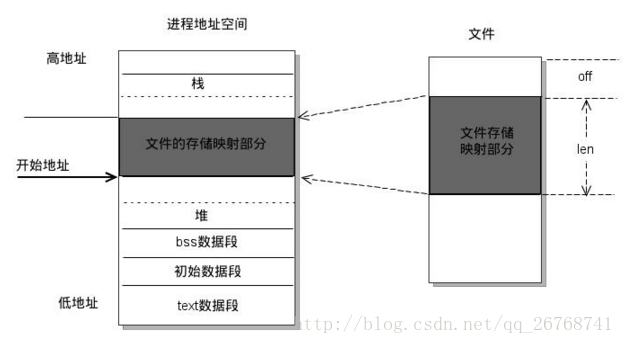 进程地址空间
文件
高地址
栈
off
文件的存储映射部分
文件存储
映射部分
len
开始地址
堆
bss数据段
初始数据段
低地址
text数据段
http://blog.csdn.net/qq_26768741